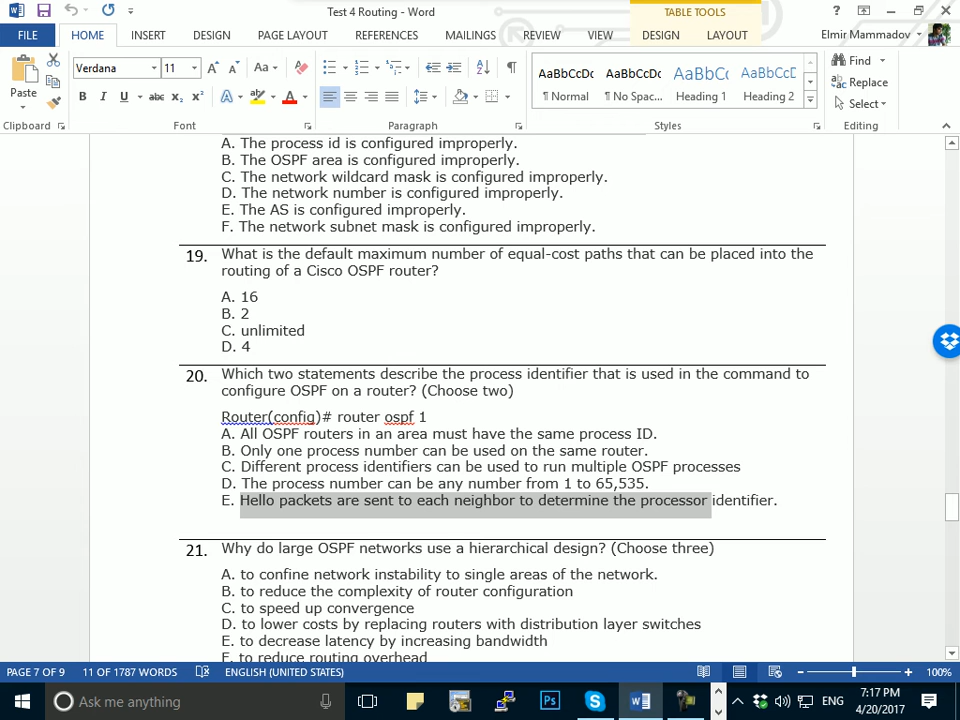 Test 4 Routing - Word
TABLE TOOLS
FILE HOME INSERT DESIGN PAGE LAYOUT REFERENCES MAILINGS REVIEW VIEW DESIGN LAYOUT Elmir Mammadov
Paste
Verdana 11 Aa
B I U abc x₂ x² A A
AaBbCcDc AaBbCcDc AaBbC AaBbCcD
¶ Normal ¶ No Spac... Heading 1 Heading 2
Find
Replace
Select
Clipboard Font Paragraph Styles Editing
A. The process id is configured improperly.
B. The OSPF area is configured improperly.
C. The network wildcard mask is configured improperly.
D. The network number is configured improperly.
E. The AS is configured improperly.
F. The network subnet mask is configured improperly.
19. What is the default maximum number of equal-cost paths that can be placed into the
routing of a Cisco OSPF router?
A. 16
B. 2
C. unlimited
D. 4
20. Which two statements describe the process identifier that is used in the command to
configure OSPF on a router? (Choose two)
Router(config)# router ospf 1
A. All OSPF routers in an area must have the same process ID.
B. Only one process number can be used on the same router.
C. Different process identifiers can be used to run multiple OSPF processes
D. The process number can be any number from 1 to 65,535.
E. Hello packets are sent to each neighbor to determine the processor identifier.
21. Why do large OSPF networks use a hierarchical design? (Choose three)
A. to confine network instability to single areas of the network.
B. to reduce the complexity of router configuration
C. to speed up convergence
D. to lower costs by replacing routers with distribution layer switches
E. to decrease latency by increasing bandwidth
F. to reduce routing overhead
PAGE 7 OF 9 11 OF 1787 WORDS ENGLISH (UNITED STATES) 100%
Ask me anything
ENG
7:17 PM
4/20/2017